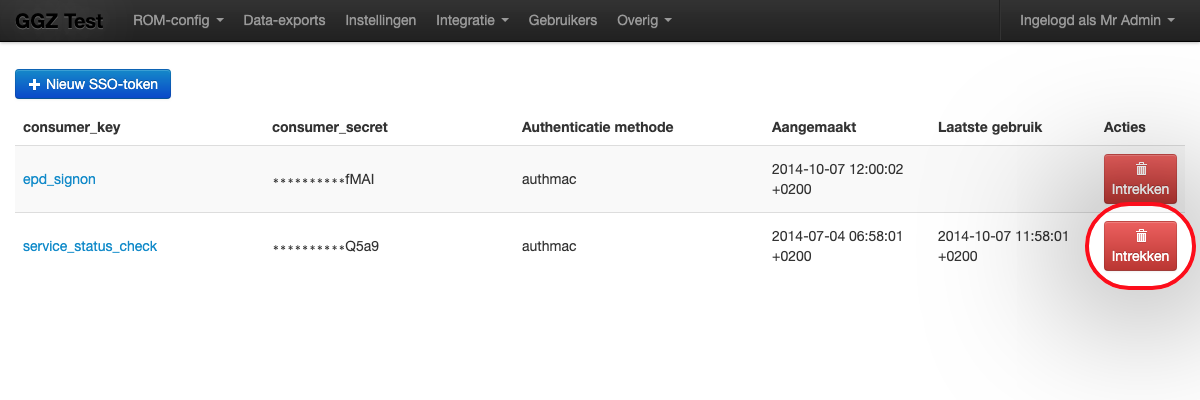 GGZ Test ROM-config Data-exports Instellingen Integratie Gebruikers Overig Ingelogd als Mr Admin
Nieuw SSO-token
consumer_key consumer_secret Authenticatie methode Aangemaakt Laatste gebruik Acties
epd_signon **********fMAI authmac 2014-10-07 12:00:02 +0200 Intrekken
service_status_check **********Q5a9 authmac 2014-07-04 06:58:01 +0200 2014-10-07 11:58:01 +0200 Intrekken